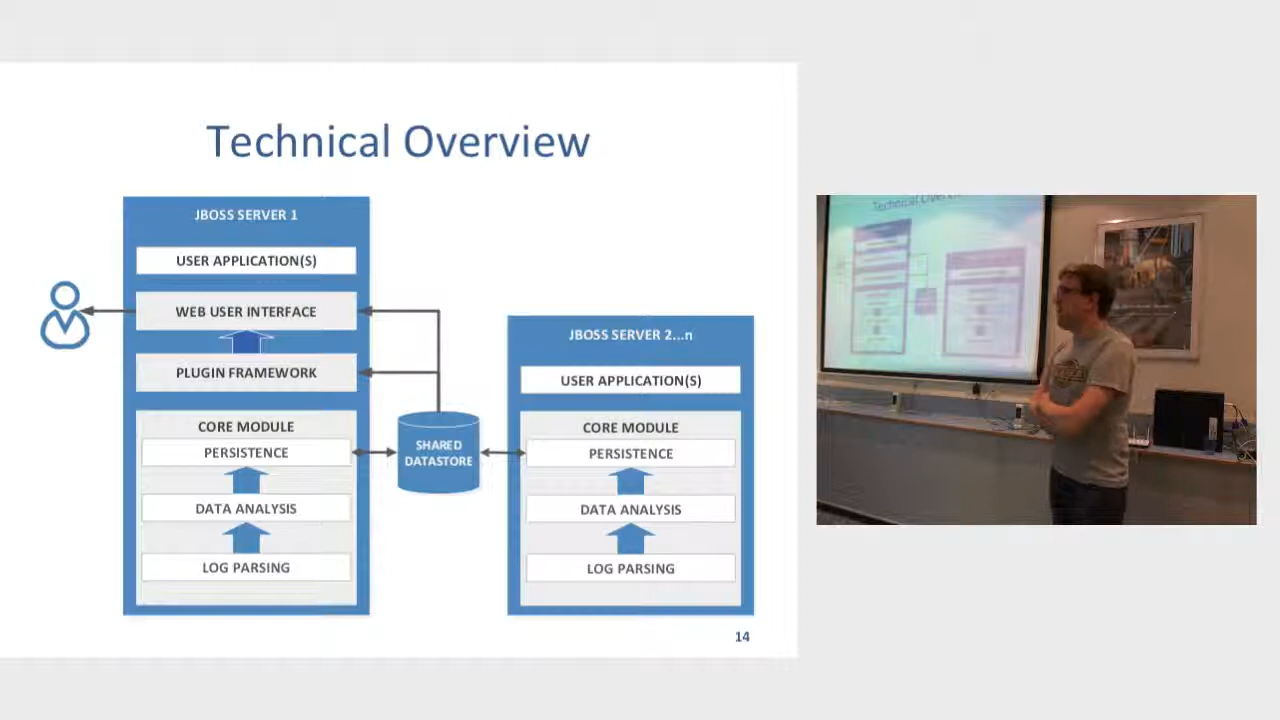 Technical Overview
JBOSS SERVER 1
USER APPLICATION(S)
WEB USER INTERFACE
PLUGIN FRAMEWORK
CORE MODULE
PERSISTENCE
DATA ANALYSIS
LOG PARSING
SHARED
DATASTORE
JBOSS SERVER 2...n
USER APPLICATION(S)
CORE MODULE
PERSISTENCE
DATA ANALYSIS
LOG PARSING
14
Technical